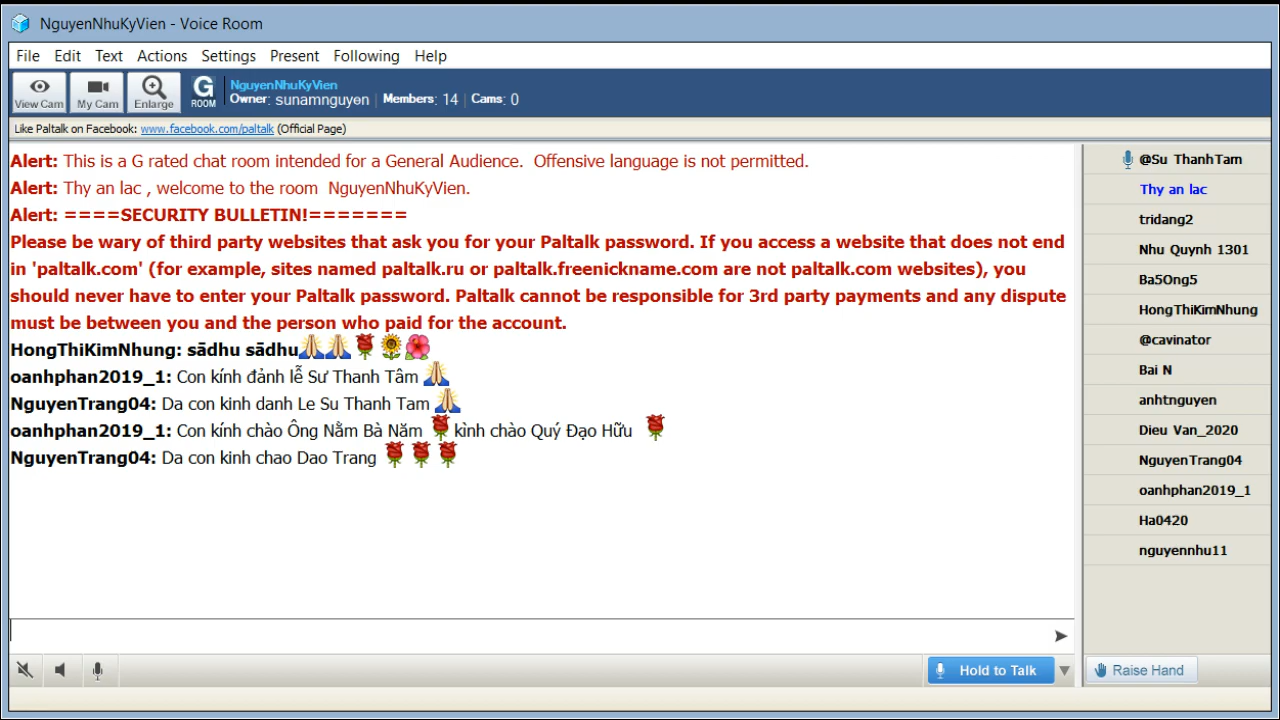 NguyenNhuKyVien - Voice Room
File Edit Text Actions Settings Present Following Help
View Cam My Cam Enlarge G ROOM
NguyenNhuKyVien
Owner: sunamnguyen | Members: 14 | Cams: 0
Like Paltalk on Facebook: www.facebook.com/paltalk (Official Page)
Alert: This is a G rated chat room intended for a General Audience. Offensive language is not permitted.
Alert: Thy an lac , welcome to the room NguyenNhuKyVien.
Alert: ====SECURITY BULLETIN!=======
Please be wary of third party websites that ask you for your Paltalk password. If you access a website that does not end
in 'paltalk.com' (for example, sites named paltalk.ru or paltalk.freenickname.com are not paltalk.com websites), you
should never have to enter your Paltalk password. Paltalk cannot be responsible for 3rd party payments and any dispute
must be between you and the person who paid for the account.
HongThiKimNhung: sādhu sādhu🙏🙏🌹🌻🌺
oanhphan2019_1: Con kính đảnh lễ Sư Thanh Tâm 🙏
NguyenTrang04: Da con kinh danh Le Su Thanh Tam 🙏
oanhphan2019_1: Con kính chào Ông Nằm Bà Năm 🌹 kình chào Quý Đạo Hữu 🌹
NguyenTrang04: Da con kinh chao Dao Trang 🌹🌹🌹
@Su ThanhTam
Thy an lac
tridang2
Nhu Quynh 1301
Ba5Ong5
HongThiKimNhung
@cavinator
Bai N
anhtnguyen
Dieu Van_2020
NguyenTrang04
oanhphan2019_1
Ha0420
nguyennhu11
Hold to Talk
Raise Hand